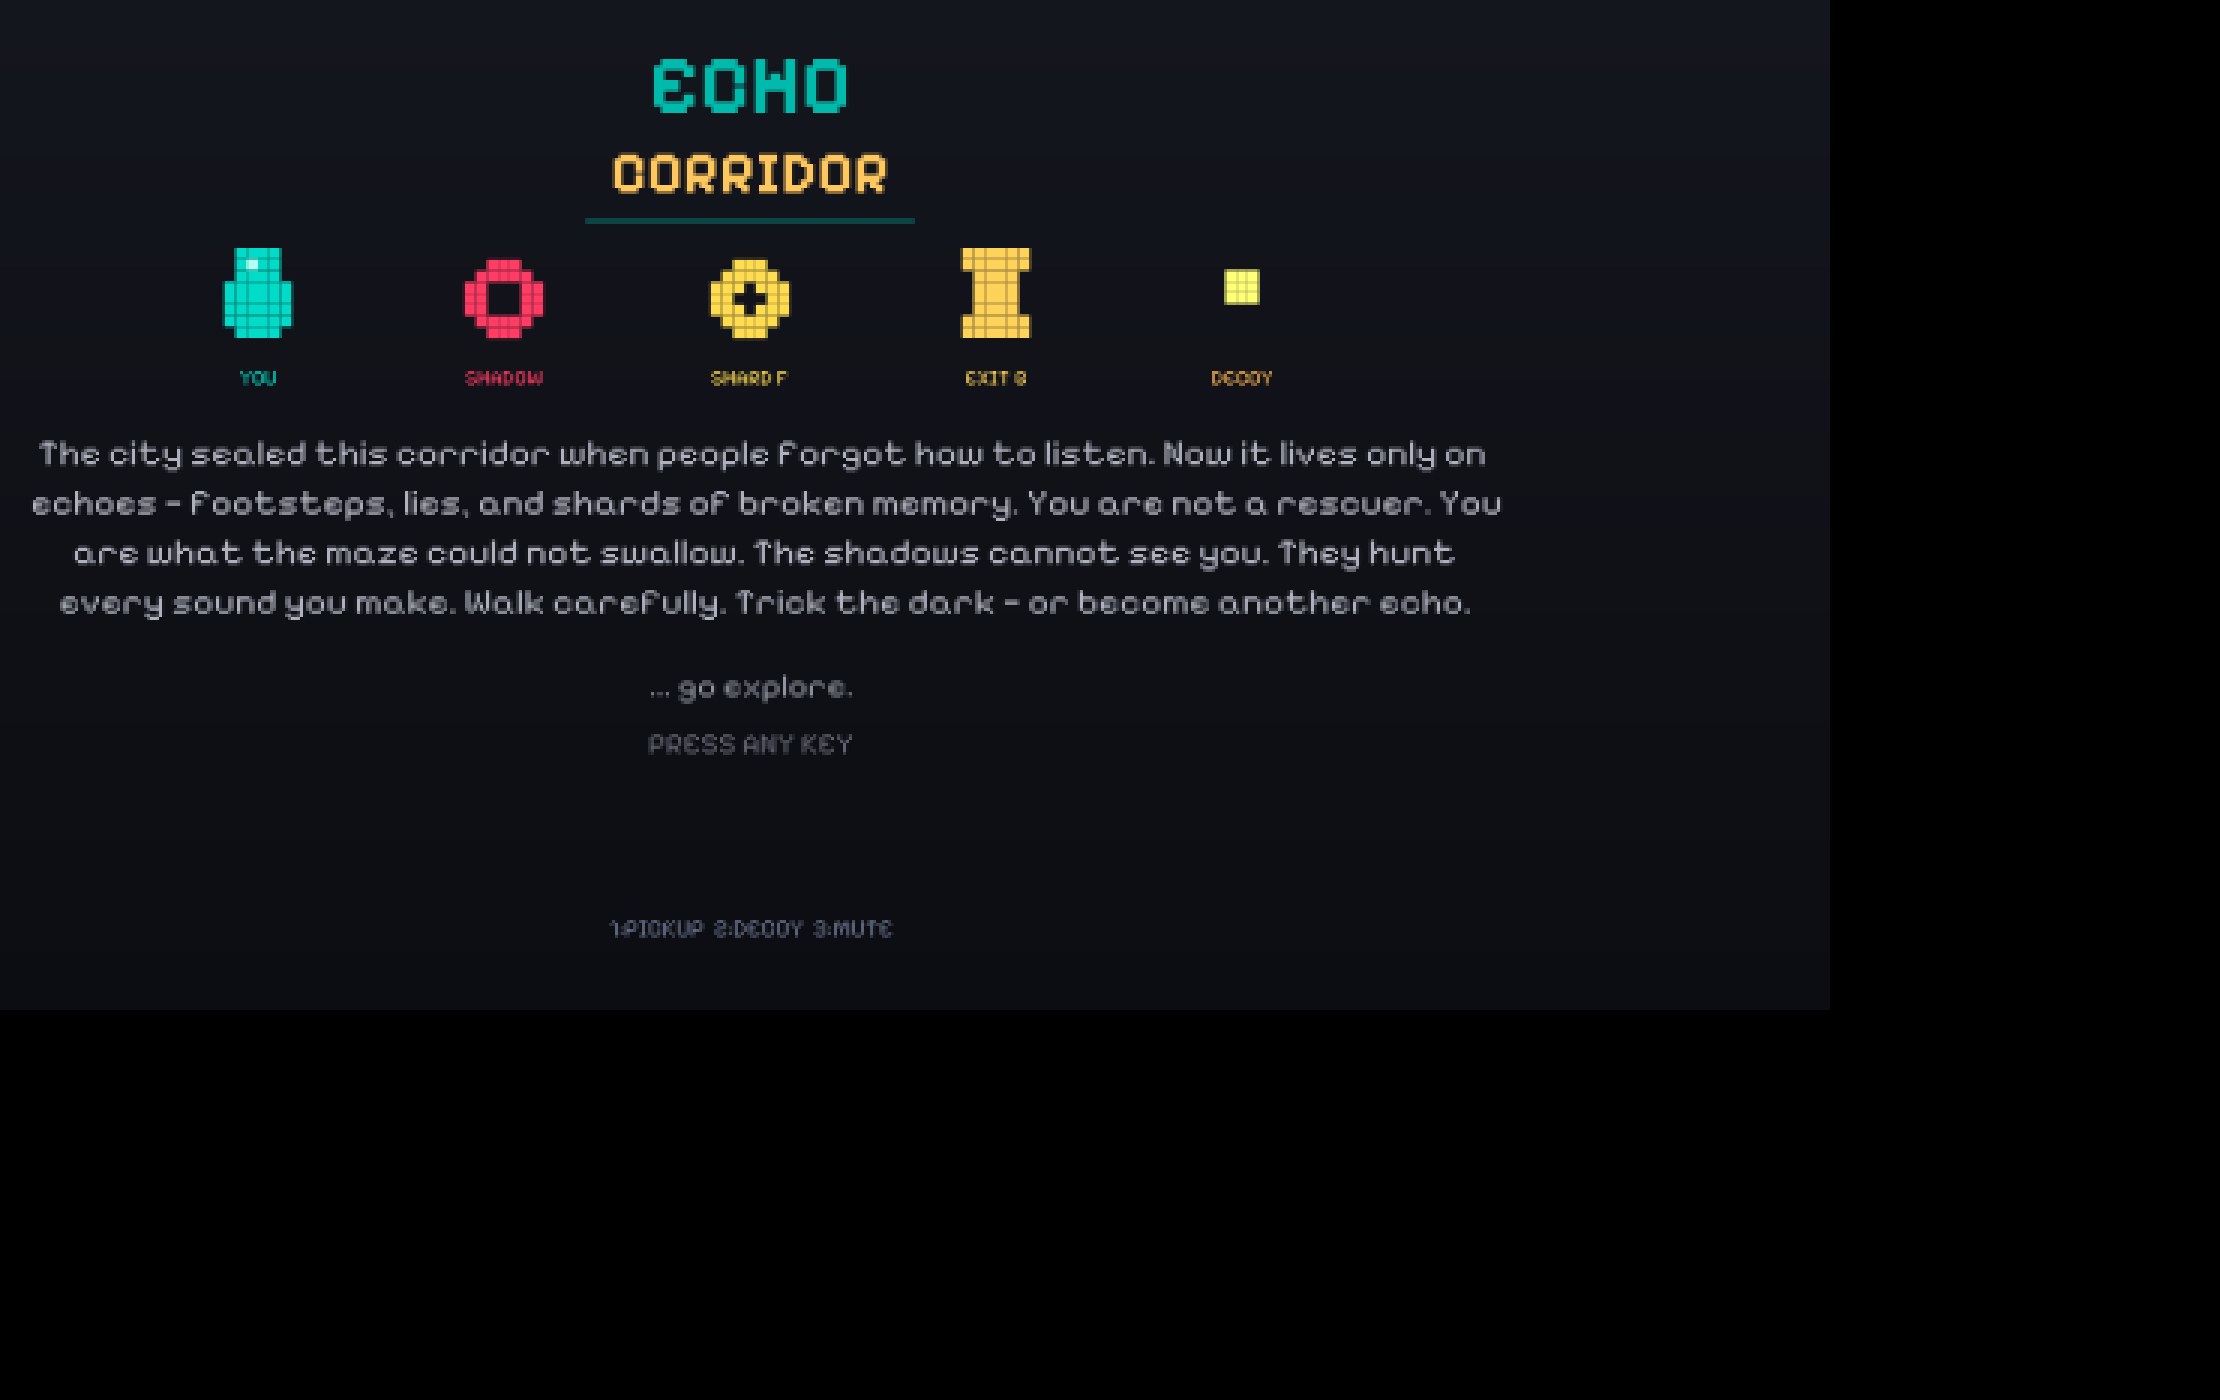 ECHO
CORRIDOR
YOU
SHADOW
SHARD F
EXIT 8
DECOY
The city sealed this corridor when people forgot how to listen. Now it lives only on
echoes - footsteps, lies, and shards of broken memory. You are not a rescuer. You
are what the maze could not swallow. The shadows cannot see you. They hunt
every sound you make. Walk carefully. Trick the dark - or become another echo.
... go explore.
PRESS ANY KEY
1:PICKUP 2:DECOY 3:MUTE